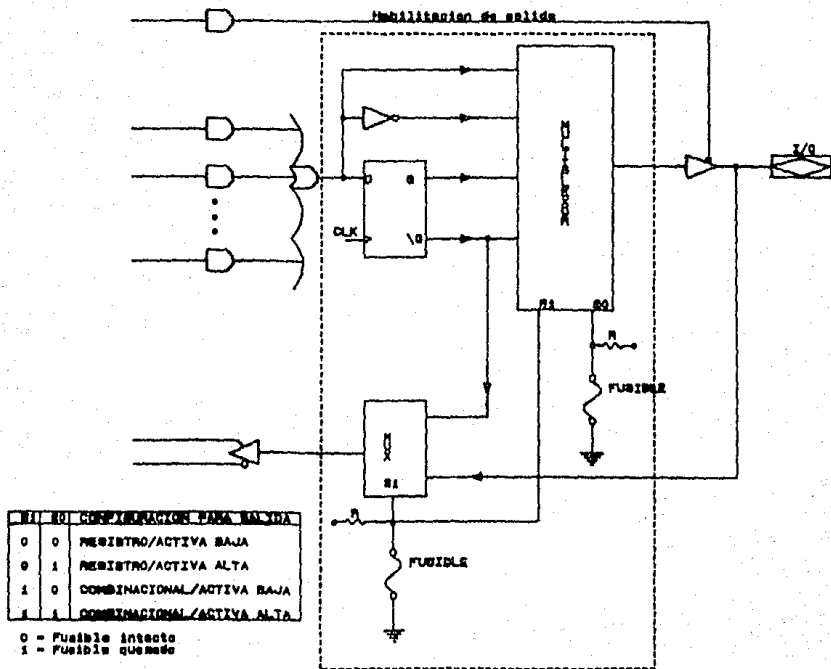 Habilitacion de salida
MULTIPLEXOR
I/O
D Q
CLK
\Q
S1 S0
R
FUSIBLE
MUX
S1
R
FUSIBLE
S1 S0 CONFIGURACION PARA SALIDA
0 0 REGISTRO/ACTIVA BAJA
0 1 REGISTRO/ACTIVA ALTA
1 0 COMBINACIONAL/ACTIVA BAJA
1 1 COMBINACIONAL/ACTIVA ALTA
0 = Fusible intacto
1 = Fusible quemado